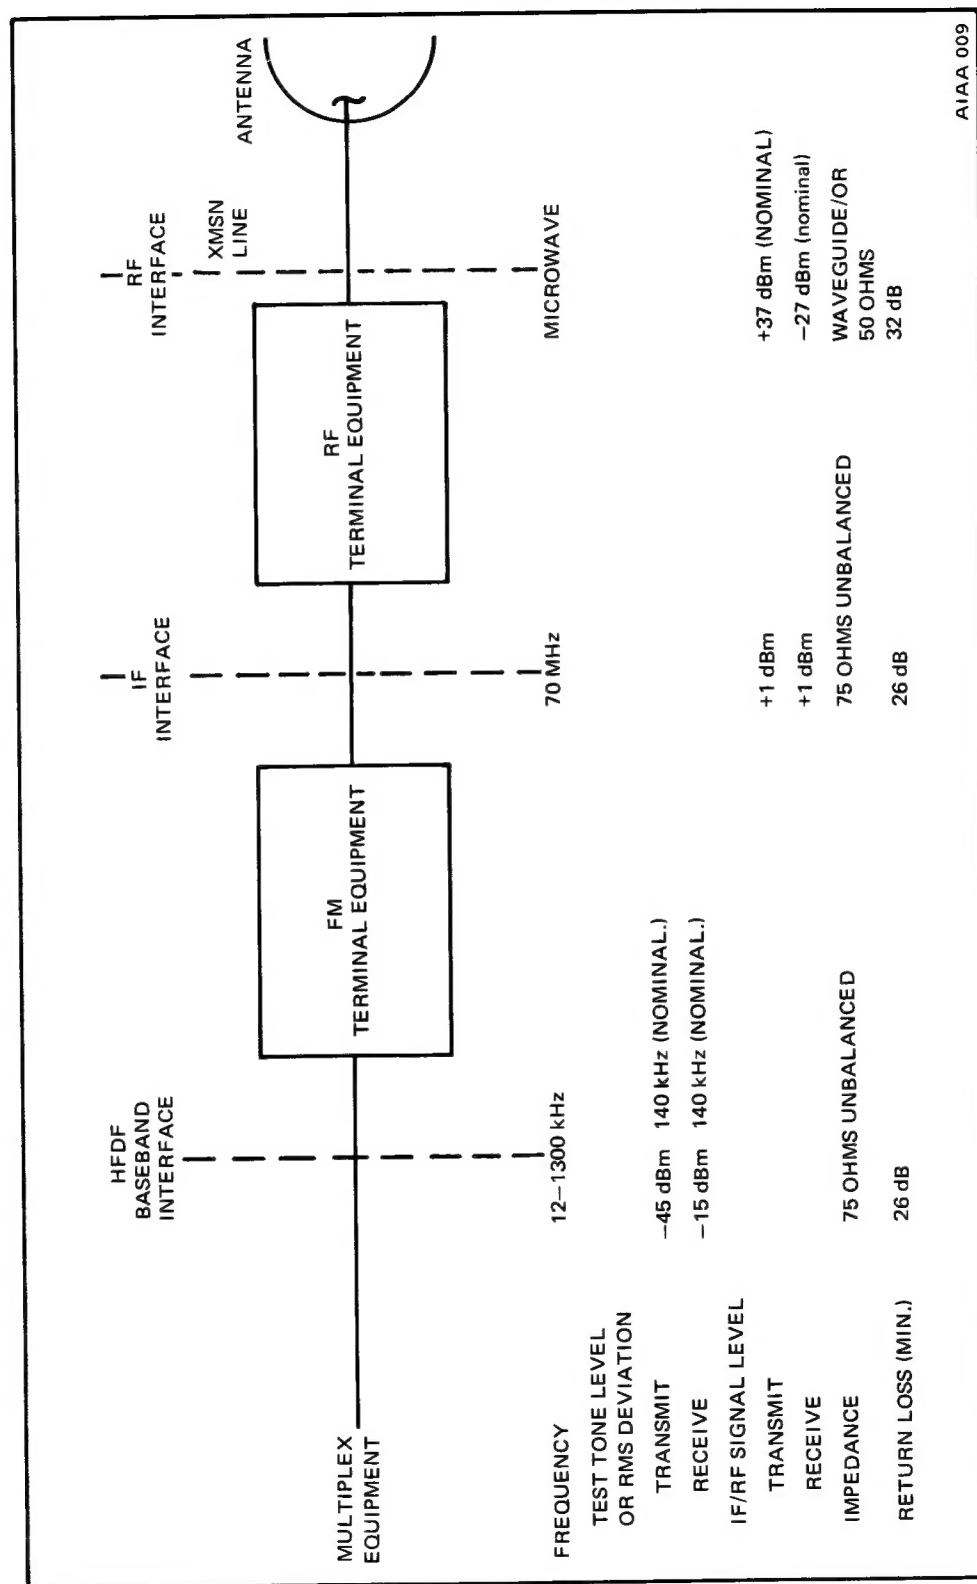 HFDF
BASEBAND
INTERFACE
IF
INTERFACE
RF
INTERFACE
XMSN
LINE
ANTENNA
MULTIPLEX
EQUIPMENT
FM
TERMINAL EQUIPMENT
RF
TERMINAL EQUIPMENT
FREQUENCY 12–1300 kHz 70 MHz MICROWAVE
TEST TONE LEVEL
OR RMS DEVIATION
TRANSMIT –45 dBm 140 kHz (NOMINAL.)
RECEIVE –15 dBm 140 kHz (NOMINAL.)
IF/RF SIGNAL LEVEL
TRANSMIT +1 dBm +37 dBm (NOMINAL)
RECEIVE +1 dBm –27 dBm (nominal)
IMPEDANCE 75 OHMS UNBALANCED 75 OHMS UNBALANCED WAVEGUIDE/OR
50 OHMS
RETURN LOSS (MIN.) 26 dB 26 dB 32 dB
AIAA 009